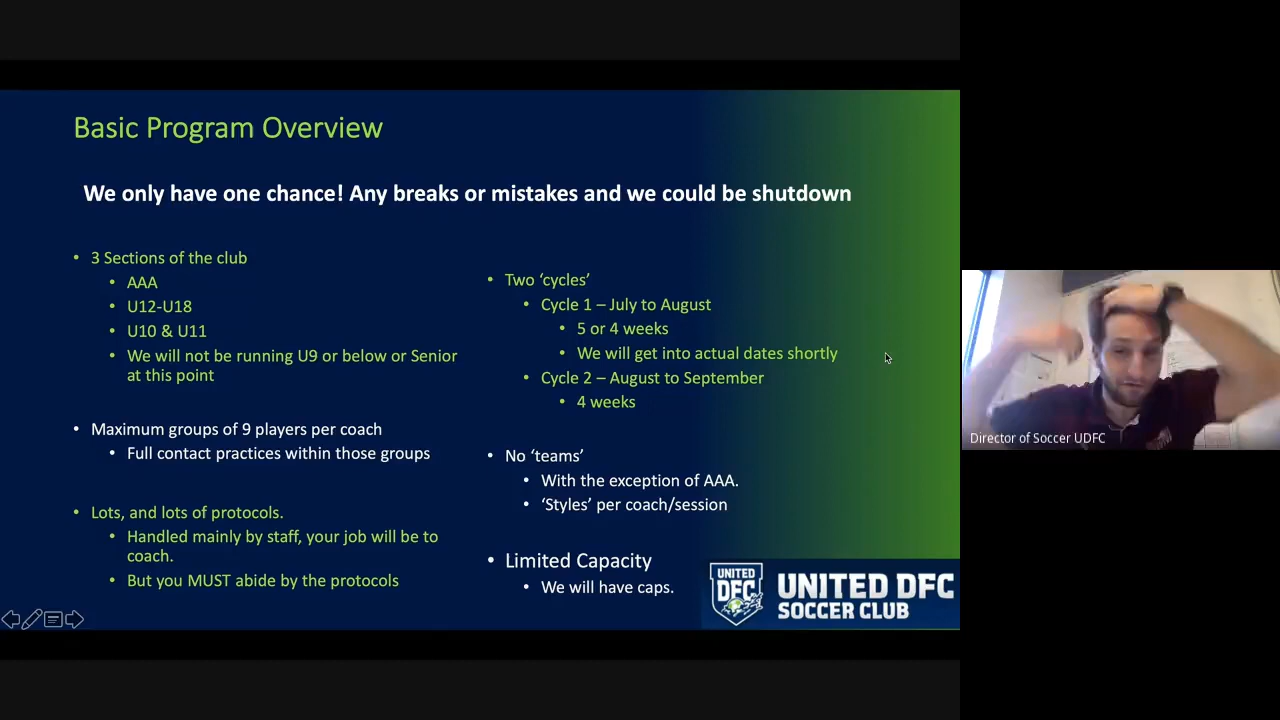 Basic Program Overview
We only have one chance! Any breaks or mistakes and we could be shutdown
3 Sections of the club
AAA
U12-U18
U10 & U11
We will not be running U9 or below or Senior
at this point
Maximum groups of 9 players per coach
Full contact practices within those groups
Lots, and lots of protocols.
Handled mainly by staff, your job will be to
coach.
But you MUST abide by the protocols
Two ‘cycles’
Cycle 1 – July to August
5 or 4 weeks
We will get into actual dates shortly
Cycle 2 – August to September
4 weeks
No ‘teams’
With the exception of AAA.
‘Styles’ per coach/session
Limited Capacity
We will have caps.
UNITED
DFC
UNITED DFC
SOCCER CLUB
Director of Soccer UDFC